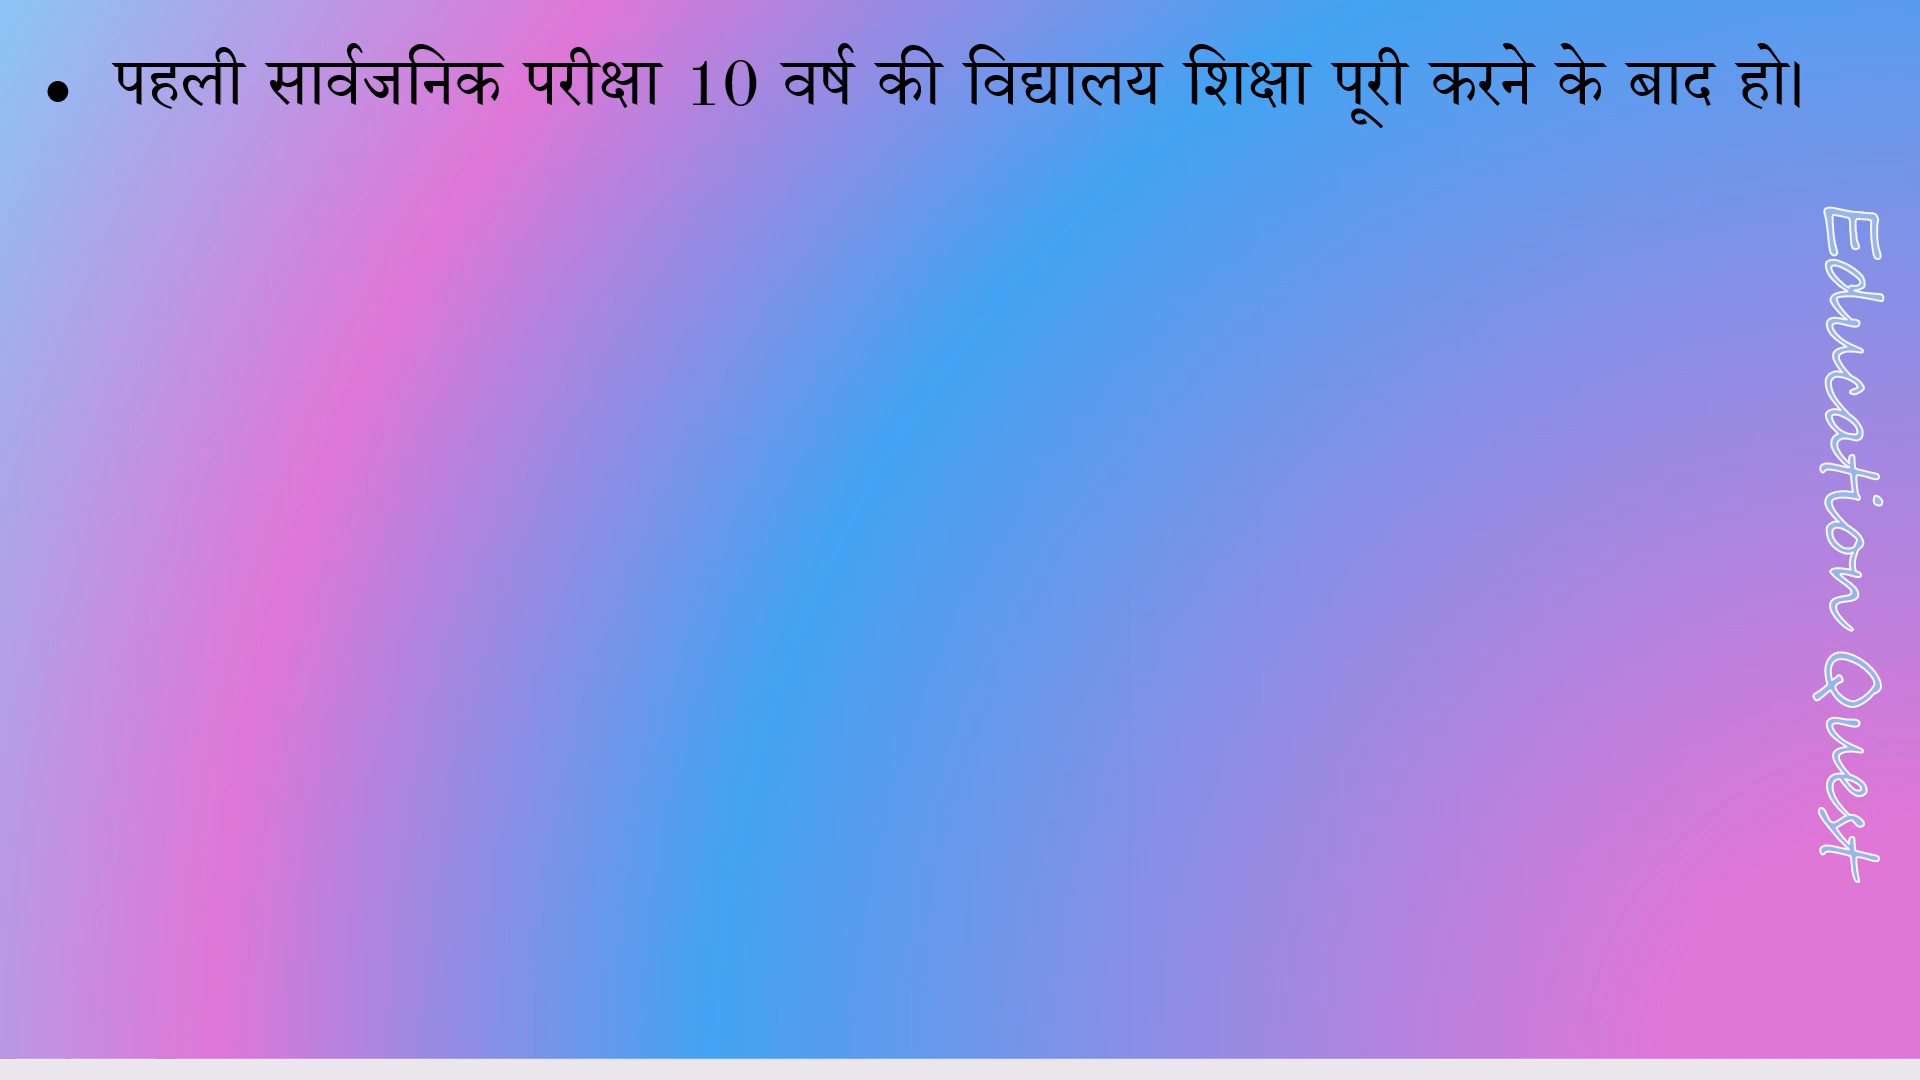 • पहली सार्वजनिक परीक्षा 10 वर्ष की विद्यालय शिक्षा पूरी करने के बाद हो।
Education Quest